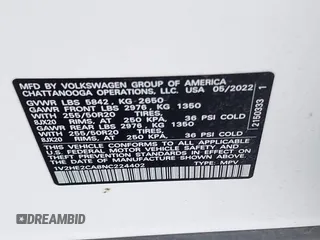 MFD. BY VOLKSWAGEN GROUP OF AMERICA
CHATTANOOGA OPERATIONS, LLC. USA 05/2022
GVWR LBS 5842, KG 2650
GAWR FRONT LBS 2976, KG 1350
WITH 255/50R20 TIRES,
8JX20 RIMS, AT 250 KPA, 36 PSI COLD
GAWR REAR LBS 2976, KG 1350
WITH 255/50R20 TIRES,
8JX20 RIMS, AT 250 KPA, 36 PSI COLD
THIS VEHICLE CONFORMS TO ALL APPLICABLE FEDERAL
MOTOR VEHICLE SAFETY, BUMPER, AND THEFT
PREVENTION STANDARDS IN EFFECT ON THE
DATE OF MANUFACTURE SHOWN ABOVE
1V2HE2CA8NC224402 TYPE: MPV
2150333 1
DREAMBID
DREAMBID.COM